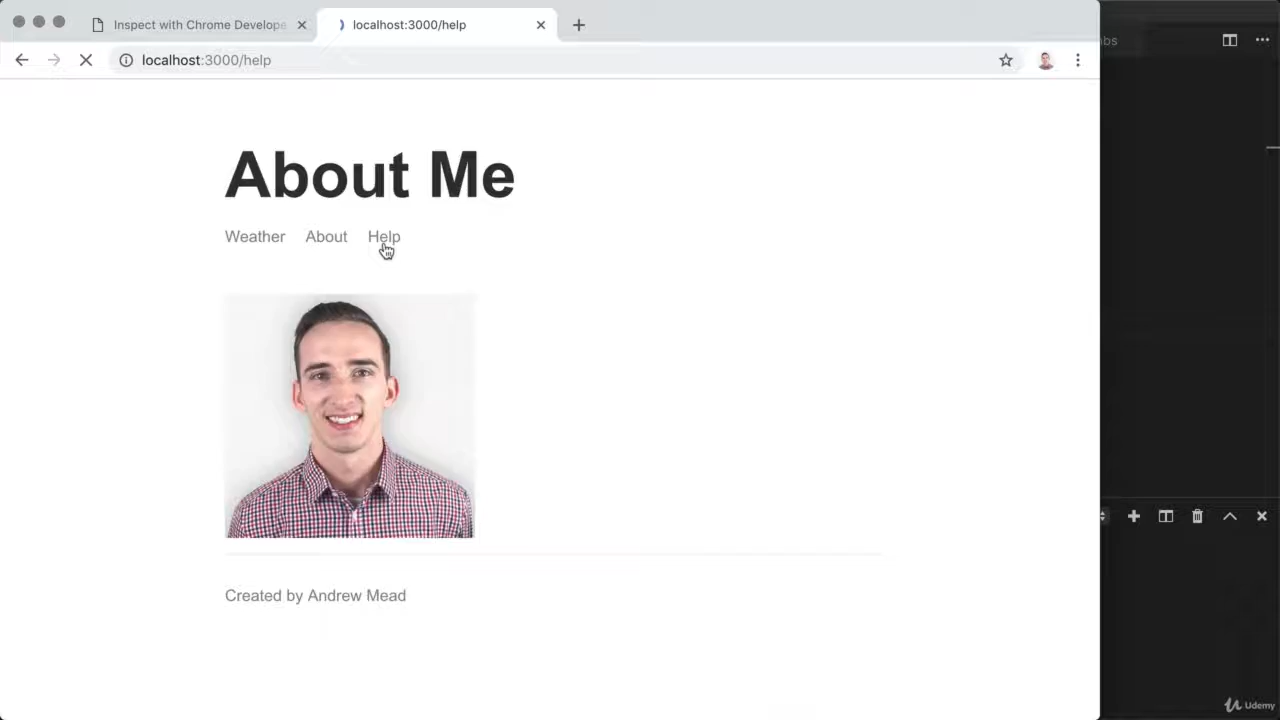 Inspect with Chrome Develope
localhost:3000/help
localhost:3000/help
bs
About Me
Weather About Help
Created by Andrew Mead
Udemy